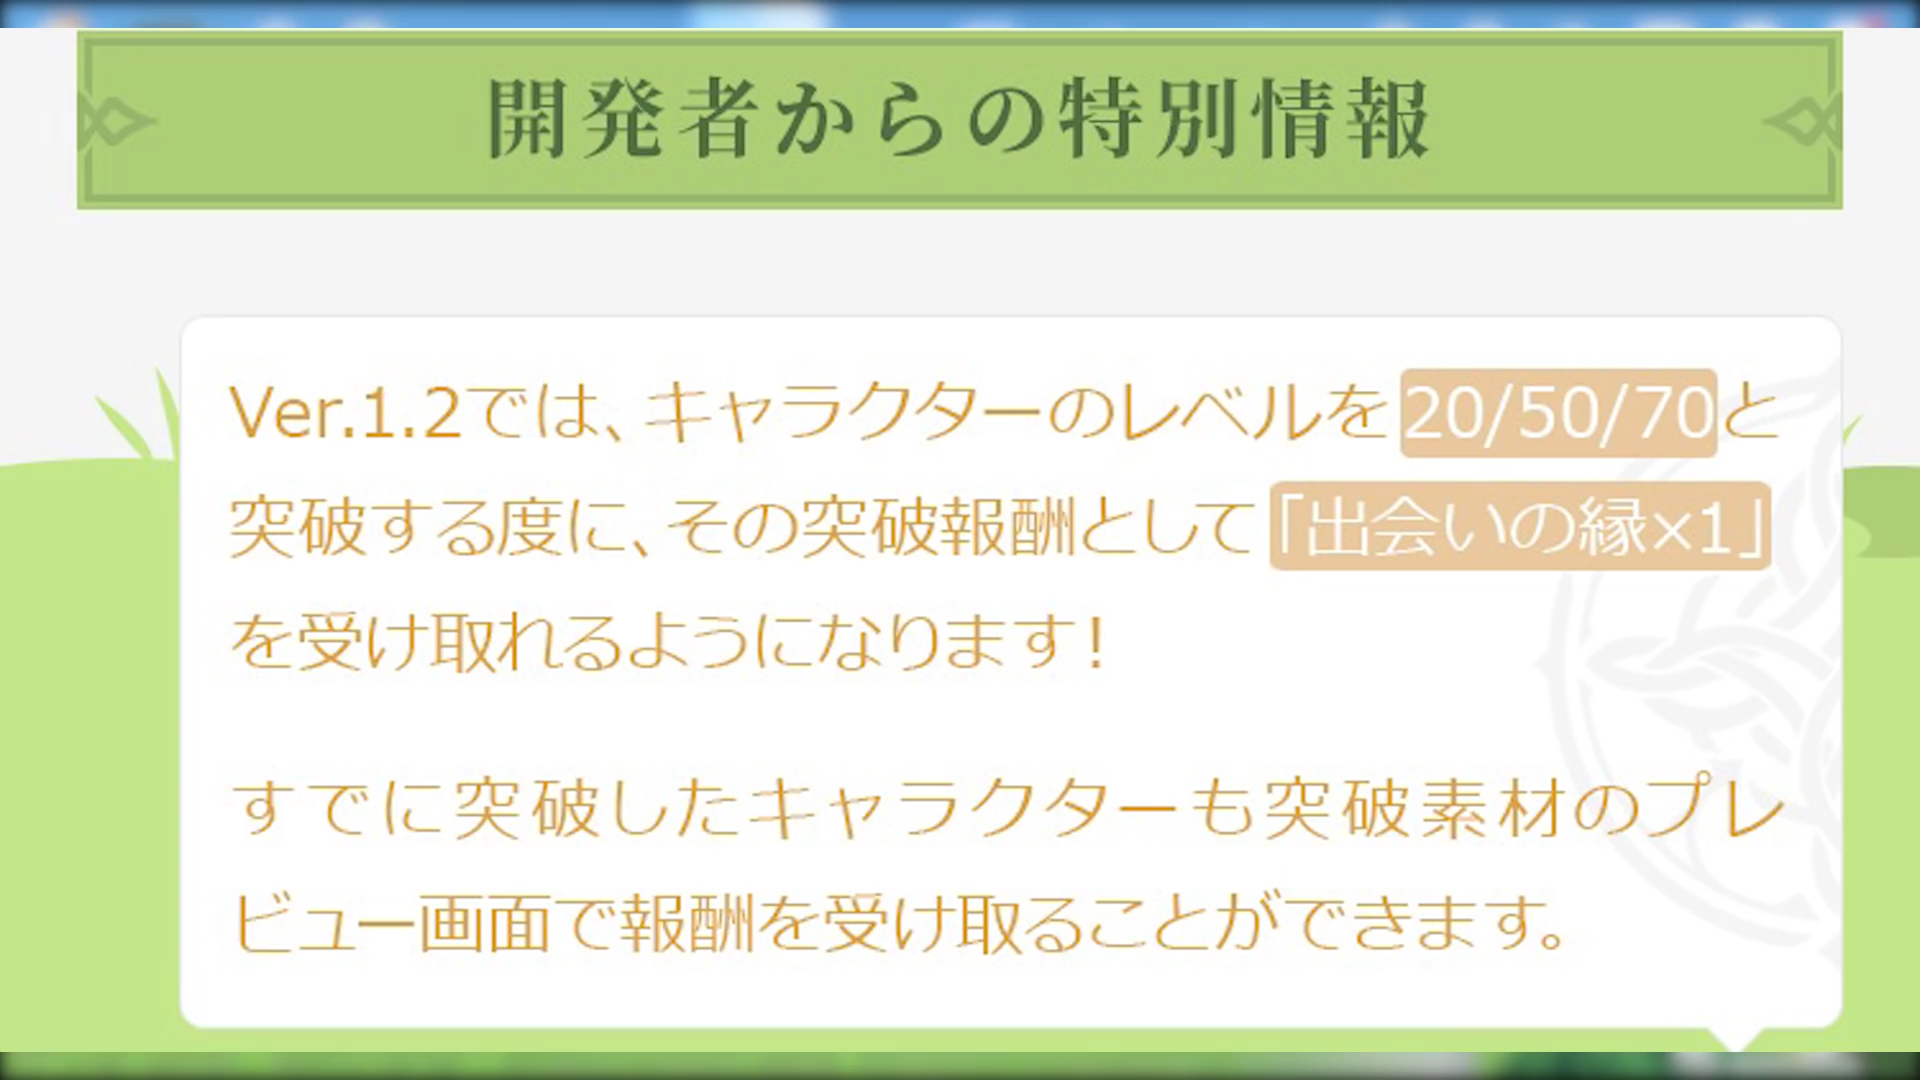 開発者からの特別情報
Ver.1.2では、キャラクターのレベルを20/50/70と
突破する度に、その突破報酬として「出会いの縁×1」
を受け取れるようになります！
すでに突破したキャラクターも突破素材のプレ
ビュー画面で報酬を受け取ることができます。